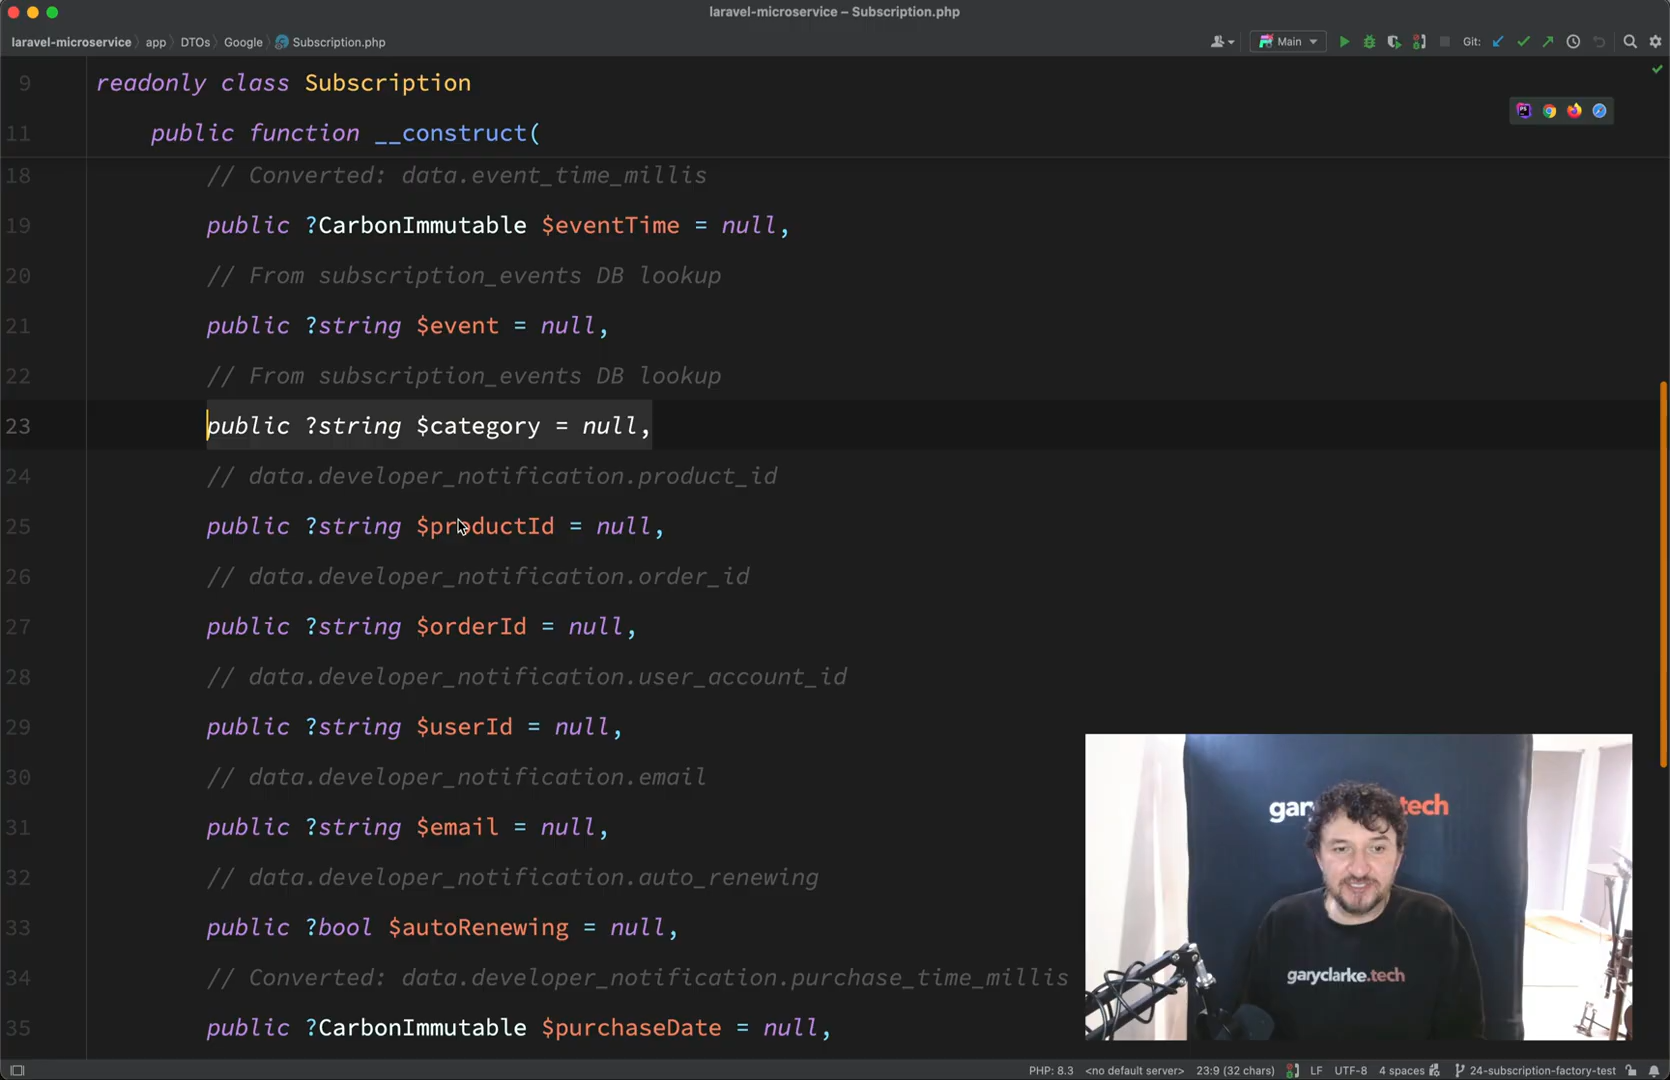 laravel-microservice – Subscription.php
laravel-microservice app DTOs Google Subscription.php Main Git:
9 readonly class Subscription
11 public function __construct(
18 // Converted: data.event_time_millis
19 public ?CarbonImmutable $eventTime = null,
20 // From subscription_events DB lookup
21 public ?string $event = null,
22 // From subscription_events DB lookup
23 public ?string $category = null,
24 // data.developer_notification.product_id
25 public ?string $productId = null,
26 // data.developer_notification.order_id
27 public ?string $orderId = null,
28 // data.developer_notification.user_account_id
29 public ?string $userId = null,
30 // data.developer_notification.email
31 public ?string $email = null,
32 // data.developer_notification.auto_renewing
33 public ?bool $autoRenewing = null,
34 // Converted: data.developer_notification.purchase_time_millis
35 public ?CarbonImmutable $purchaseDate = null,
tech
garyclarke.tech
PHP: 8.3 <no default server> 23:9 (32 chars) LF UTF-8 4 spaces 24-subscription-factory-test